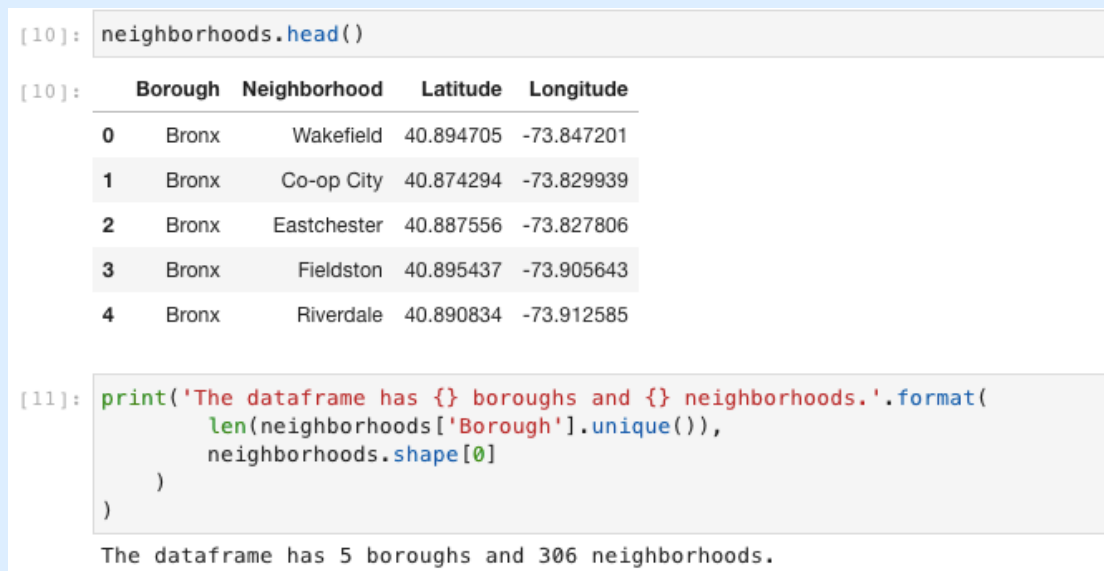 [10]: neighborhoods.head()
[10]: Borough Neighborhood Latitude Longitude
0 Bronx Wakefield 40.894705 -73.847201
1 Bronx Co-op City 40.874294 -73.829939
2 Bronx Eastchester 40.887556 -73.827806
3 Bronx Fieldston 40.895437 -73.905643
4 Bronx Riverdale 40.890834 -73.912585
[11]: print('The dataframe has {} boroughs and {} neighborhoods.'.format(
len(neighborhoods['Borough'].unique()),
neighborhoods.shape[0]
)
)
The dataframe has 5 boroughs and 306 neighborhoods.